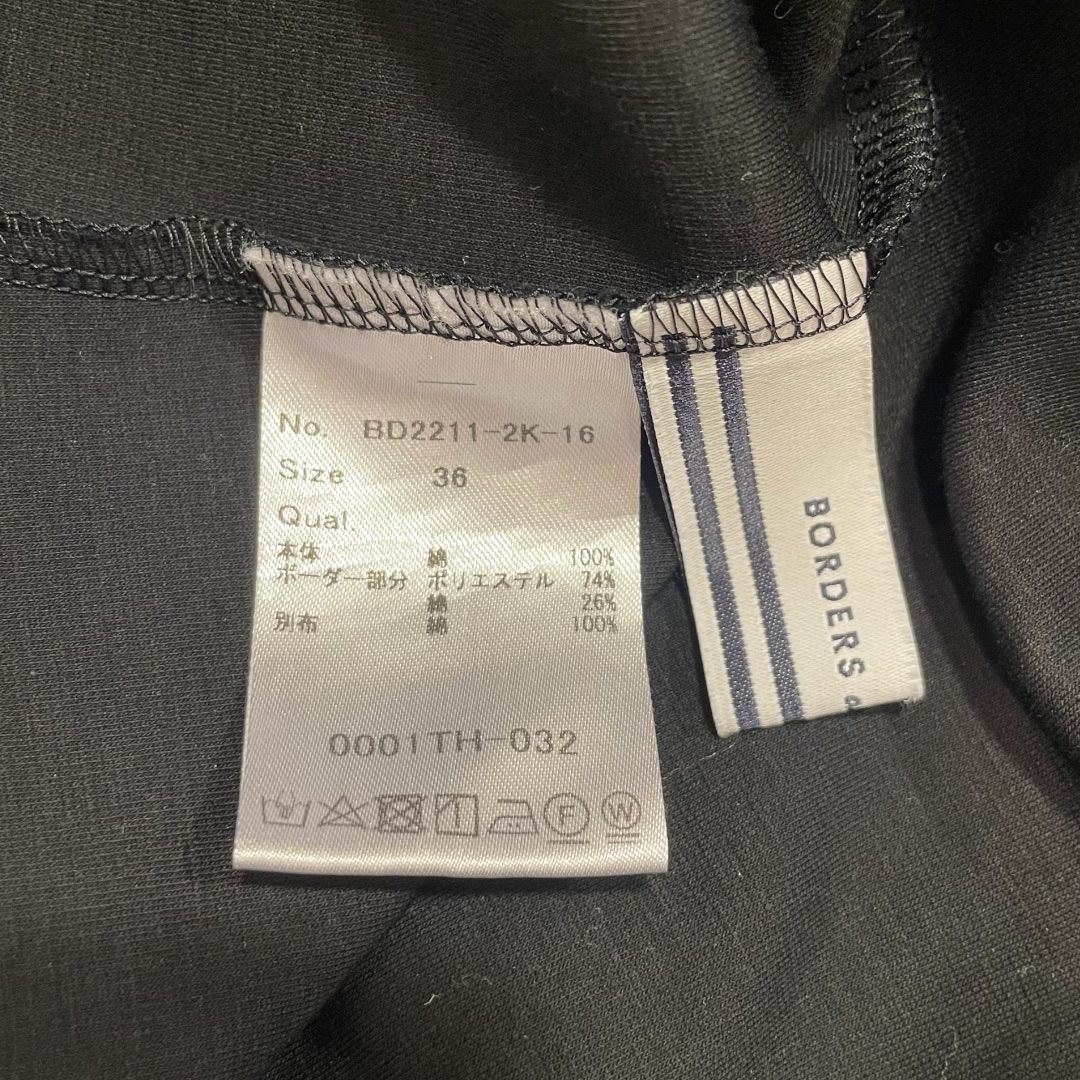 No. BD2211-2K-16
Size 36
Qual.
本体 綿 100%
ボーダー部分 ポリエステル 74%
綿 26%
別布 綿 100%
0001TH-032
1
F
W
BORDERS